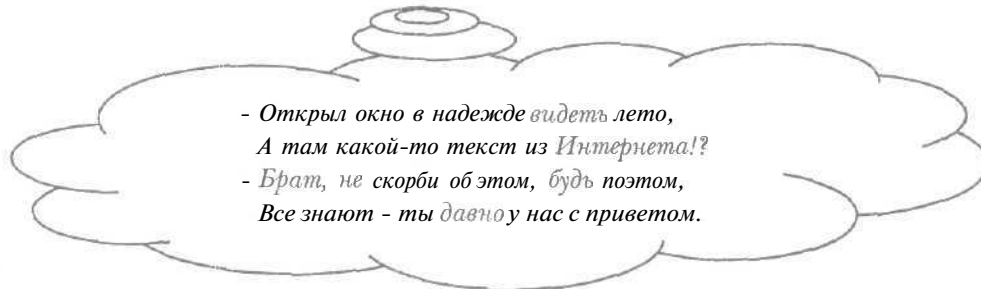 - Открыл окно в надежде видеть лето,
А там какой-то текст из Интернета!?
- Брат, не скорби об этом, будь поэтом,
Все знают - ты давно у нас с приветом.